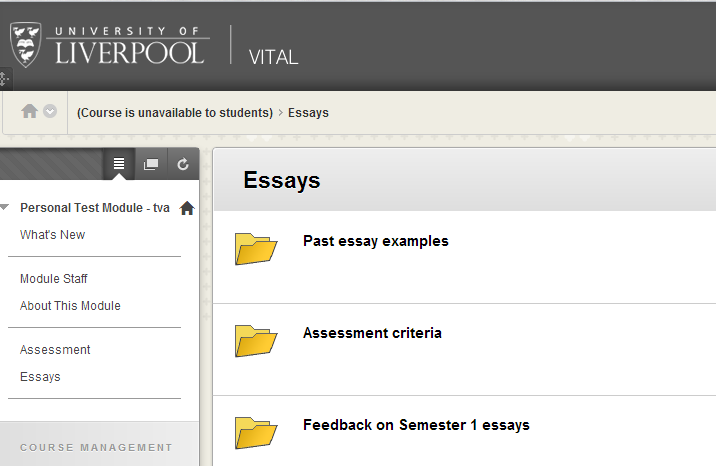 UNIVERSITY OF
LIVERPOOL
VITAL
(Course is unavailable to students) > Essays
Personal Test Module - tva
What's New
Module Staff
About This Module
Assessment
Essays
COURSE MANAGEMENT
Essays
Past essay examples
Assessment criteria
Feedback on Semester 1 essays